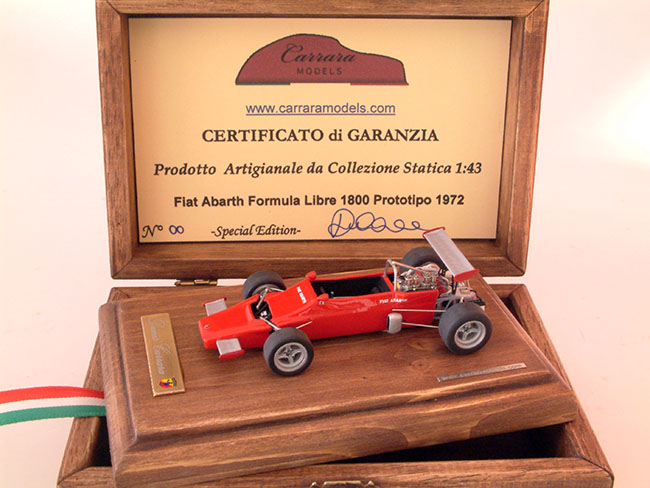 Carrara
MODELS
www.carraramodels.com
CERTIFICATO di GARANZIA
Prodotto Artigianale da Collezione Statica 1:43
Fiat Abarth Formula Libre 1800 Prototipo 1972
N° 00 -Special Edition-
FIAT ABARTH